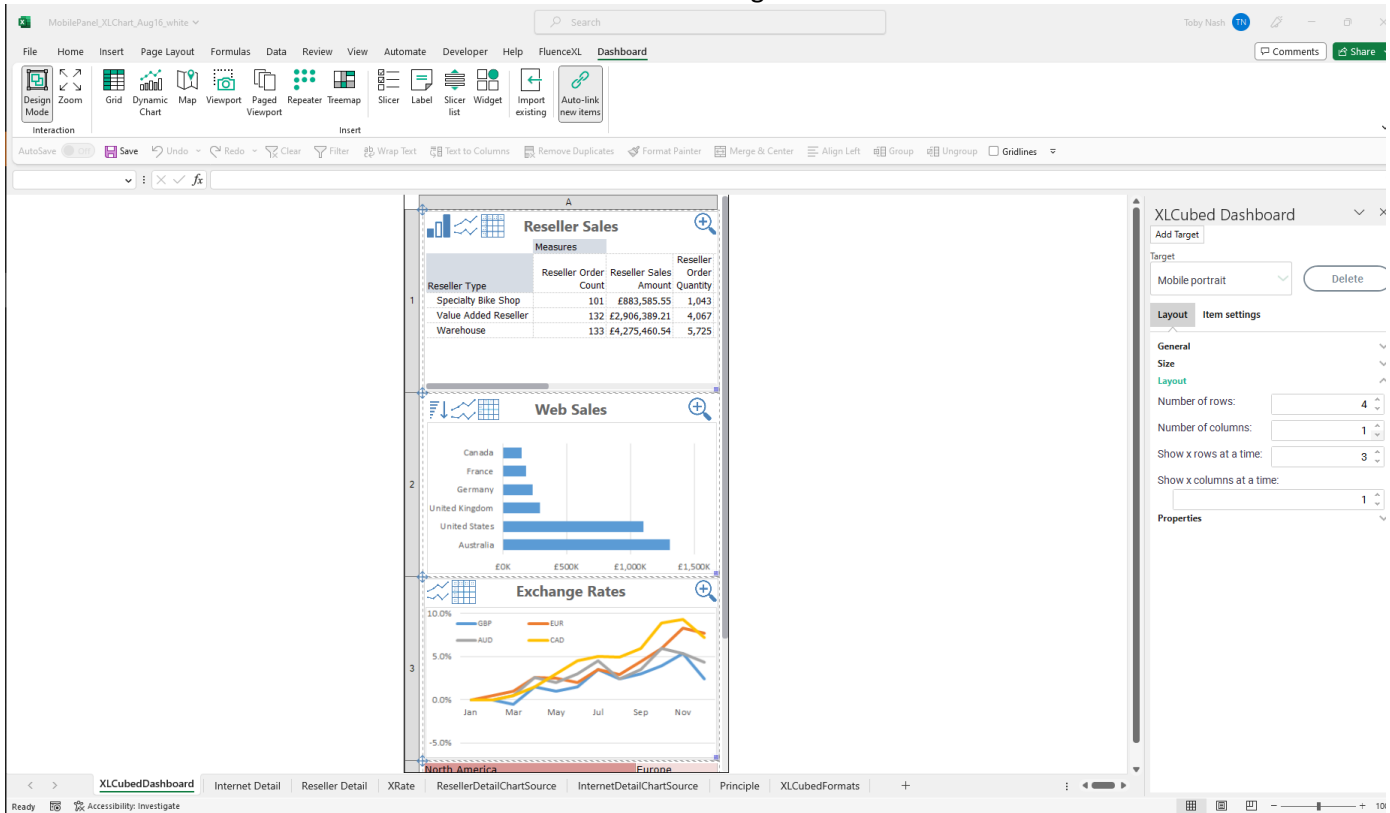 MobilePanel_XLChart_Aug16_white
Search
Toby Nash TN
File Home Insert Page Layout Formulas Data Review View Automate Developer Help FluenceXL Dashboard
Comments Share
Design Mode Zoom Grid Dynamic Chart Map Viewport Paged Viewport Repeater Treemap Slicer Label Slicer list Widget Import existing Auto-link new items
Interaction Insert
AutoSave Off Save Undo Redo Clear Filter Wrap Text Text to Columns Remove Duplicates Format Painter Merge & Center Align Left Group Ungroup Gridlines
fx
A
1
Reseller Sales
Measures
Reseller Type Reseller Order Count Reseller Sales Amount Reseller Order Quantity
Specialty Bike Shop 101 £883,585.55 1,043
Value Added Reseller 132 £2,906,389.21 4,067
Warehouse 133 £4,275,460.54 5,725
2
Web Sales
Canada
France
Germany
United Kingdom
United States
Australia
£0K £500K £1,000K £1,500K
3
Exchange Rates
10.0%
GBP EUR
AUD CAD
5.0%
0.0%
Jan Mar May Jul Sep Nov
-5.0%
North America Europe
XLCubed Dashboard
Add Target
Target
Mobile portrait Delete
Layout Item settings
General
Size
Layout
Number of rows: 4
Number of columns: 1
Show x rows at a time: 3
Show x columns at a time:
1
Properties
XLCubedDashboard Internet Detail Reseller Detail XRate ResellerDetailChartSource InternetDetailChartSource Principle XLCubedFormats +
Ready Accessibility: Investigate